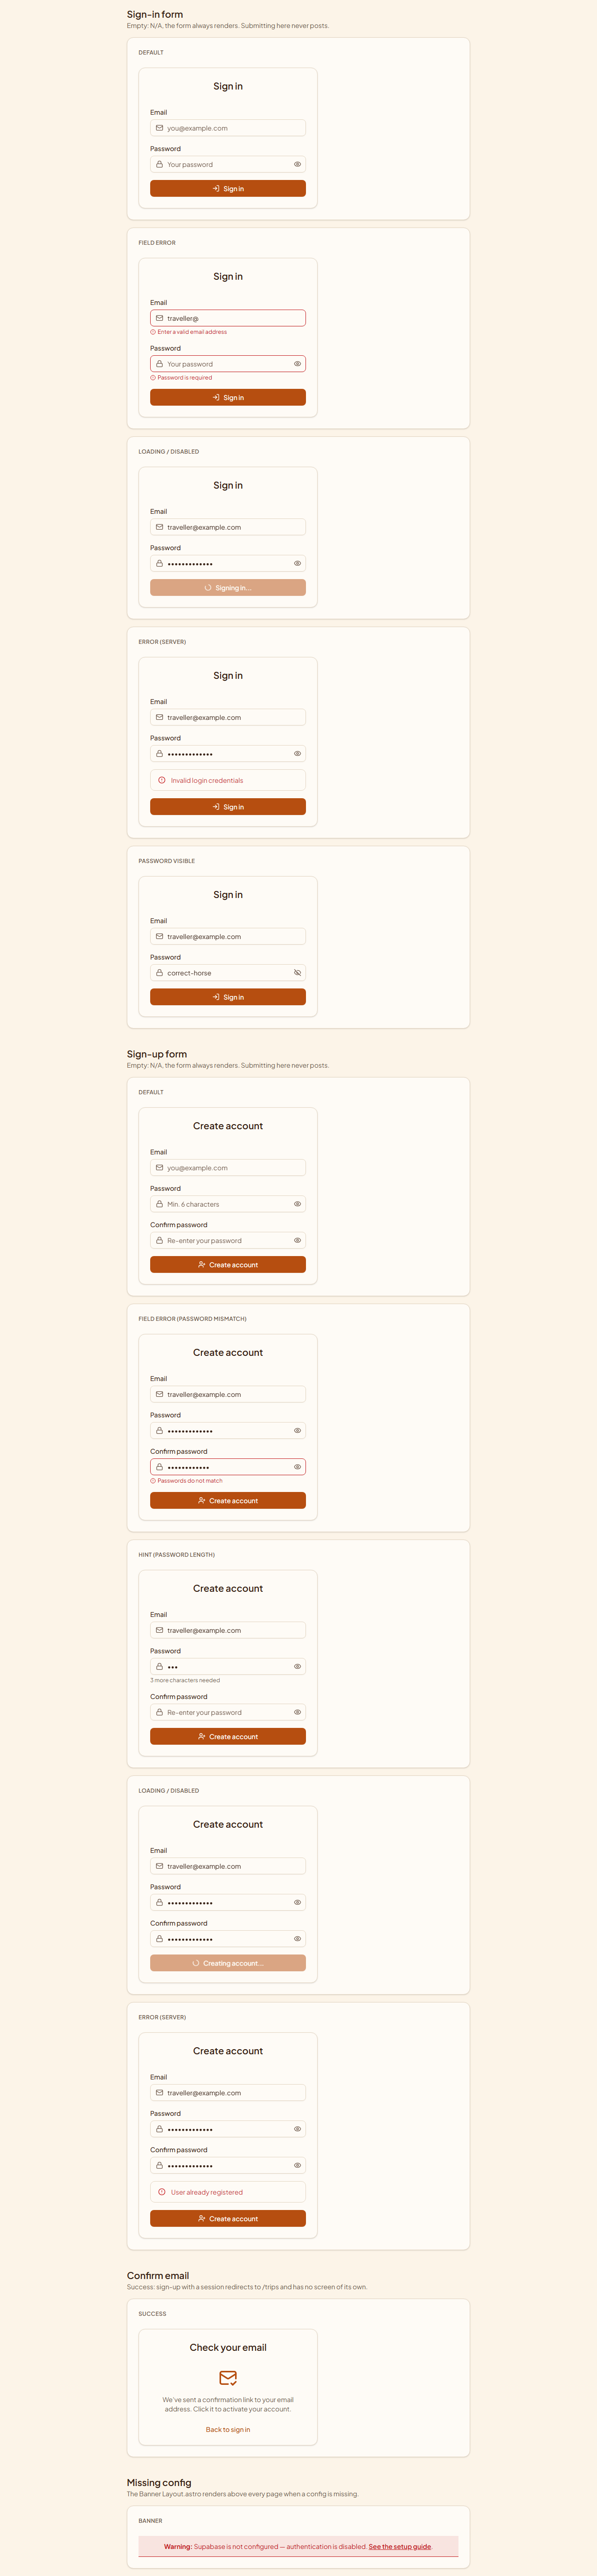 Sign-in form
Empty: N/A, the form always renders. Submitting here never posts.
DEFAULT
Sign in
Email
you@example.com
Password
Your password
Sign in
FIELD ERROR
Sign in
Email
traveller@
Enter a valid email address
Password
Your password
Password is required
Sign in
LOADING / DISABLED
Sign in
Email
traveller@example.com
Password
•••••••••••••
Signing in...
ERROR (SERVER)
Sign in
Email
traveller@example.com
Password
•••••••••••••
Invalid login credentials
Sign in
PASSWORD VISIBLE
Sign in
Email
traveller@example.com
Password
correct-horse
Sign in
Sign-up form
Empty: N/A, the form always renders. Submitting here never posts.
DEFAULT
Create account
Email
you@example.com
Password
Min. 6 characters
Confirm password
Re-enter your password
Create account
FIELD ERROR (PASSWORD MISMATCH)
Create account
Email
traveller@example.com
Password
•••••••••••••
Confirm password
••••••••••••
Passwords do not match
Create account
HINT (PASSWORD LENGTH)
Create account
Email
traveller@example.com
Password
•••
3 more characters needed
Confirm password
Re-enter your password
Create account
LOADING / DISABLED
Create account
Email
traveller@example.com
Password
•••••••••••••
Confirm password
•••••••••••••
Creating account...
ERROR (SERVER)
Create account
Email
traveller@example.com
Password
•••••••••••••
Confirm password
•••••••••••••
User already registered
Create account
Confirm email
Success: sign-up with a session redirects to /trips and has no screen of its own.
SUCCESS
Check your email
We've sent a confirmation link to your email
address. Click it to activate your account.
Back to sign in
Missing config
The Banner Layout.astro renders above every page when a config is missing.
BANNER
Warning: Supabase is not configured — authentication is disabled. See the setup guide.